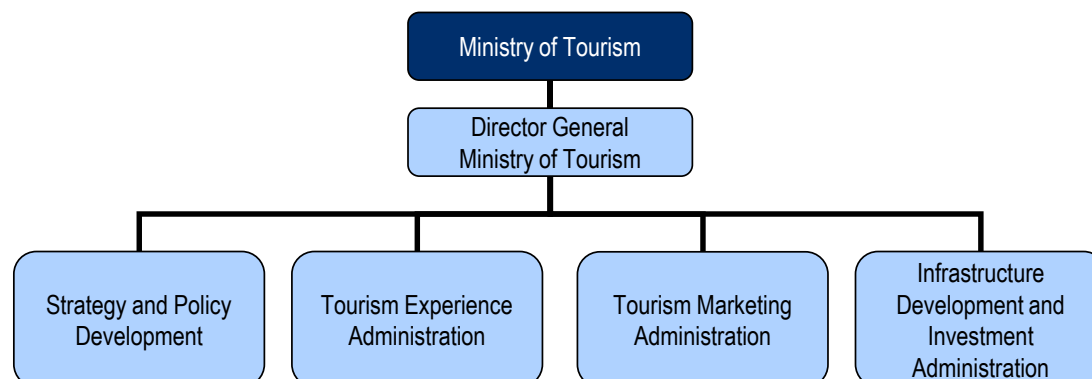 Ministry of Tourism
Director General
Ministry of Tourism
Strategy and Policy
Development
Tourism Experience
Administration
Tourism Marketing
Administration
Infrastructure
Development and
Investment
Administration